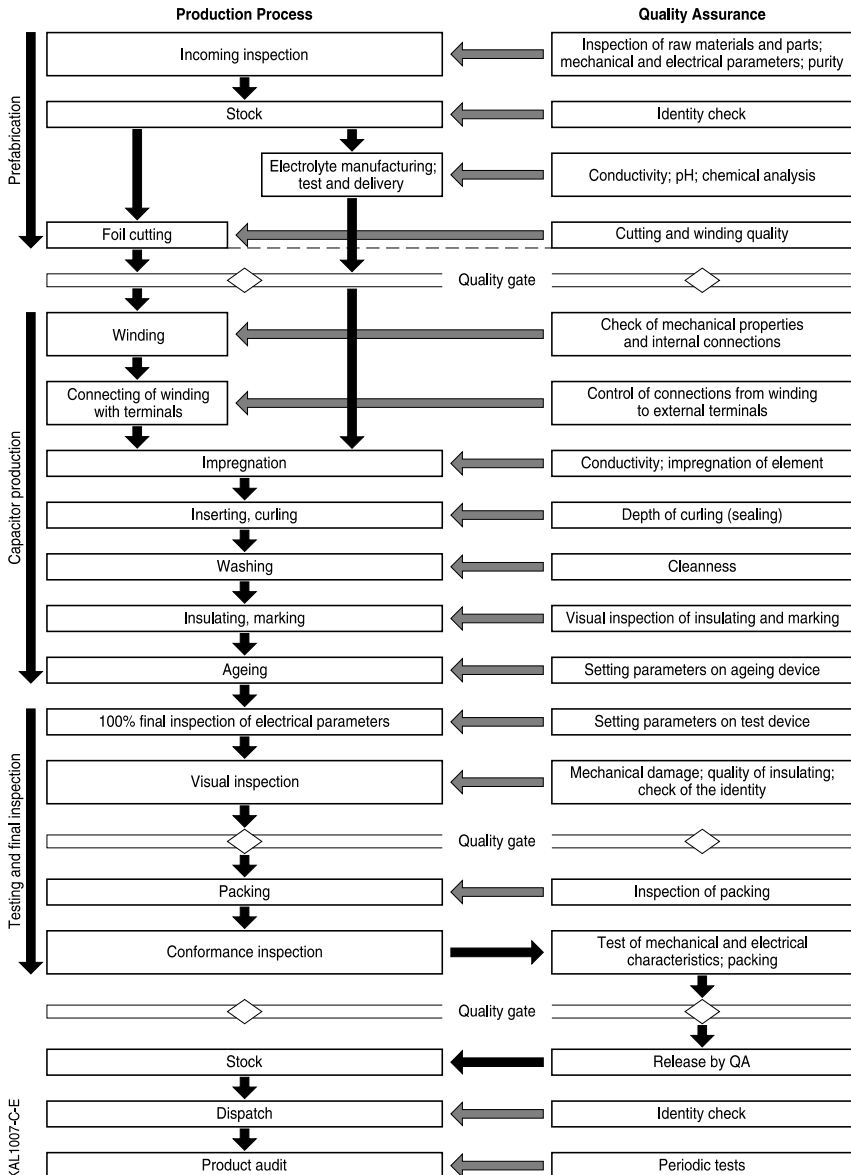 Production Process
Quality Assurance
Prefabrication
Incoming inspection
Inspection of raw materials and parts;
mechanical and electrical parameters; purity
Stock
Identity check
Electrolyte manufacturing;
test and delivery
Conductivity; pH; chemical analysis
Foil cutting
Cutting and winding quality
Quality gate
Capacitor production
Winding
Check of mechanical properties
and internal connections
Connecting of winding
with terminals
Control of connections from winding
to external terminals
Impregnation
Conductivity; impregnation of element
Inserting, curling
Depth of curling (sealing)
Washing
Cleanness
Insulating, marking
Visual inspection of insulating and marking
Ageing
Setting parameters on ageing device
Testing and final inspection
100% final inspection of electrical parameters
Setting parameters on test device
Visual inspection
Mechanical damage; quality of insulating;
check of the identity
Quality gate
Packing
Inspection of packing
Conformance inspection
Test of mechanical and electrical
characteristics; packing
Quality gate
Stock
Release by QA
Dispatch
Identity check
Product audit
Periodic tests
KAL1007-C-E